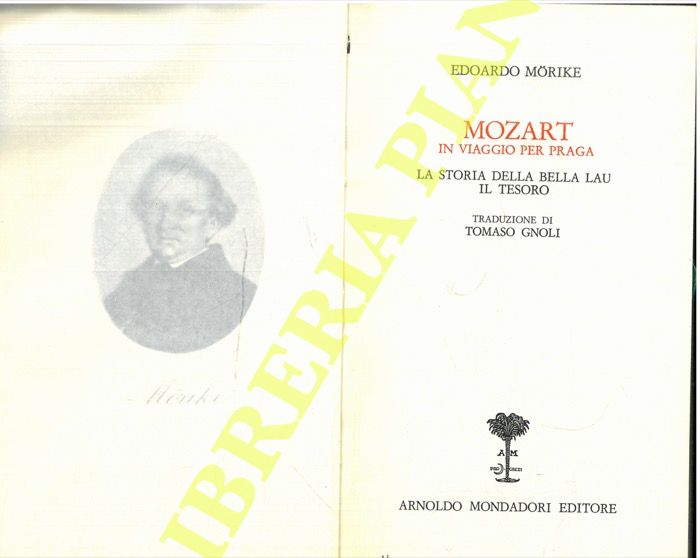 Mörike
EDOARDO MÖRIKE
MOZART
IN VIAGGIO PER PRAGA
LA STORIA DELLA BELLA LAU
IL TESORO
TRADUZIONE DI
TOMASO GNOLI
A M
ARNOLDO MONDADORI EDITORE
LIBRERIA PIAN